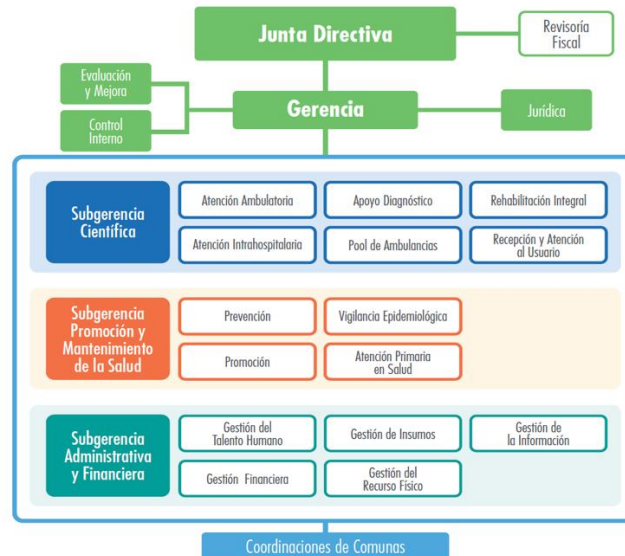 Junta Directiva
Revisoría
Fiscal
Evaluación
y Mejora
Control
Interno
Gerencia
Jurídica
Subgerencia
Científica
Atención Ambulatoria
Apoyo Diagnóstico
Rehabilitación Integral
Atención Intrahospitalaria
Pool de Ambulancias
Recepción y Atención
al Usuario
Subgerencia
Promoción y
Mantenimiento
de la Salud
Prevención
Vigilancia Epidemiológica
Promoción
Atención Primaria
en Salud
Subgerencia
Administrativa
y Financiera
Gestión del
Talento Humano
Gestión de Insumos
Gestión de
la Información
Gestión Financiera
Gestión del
Recurso Físico
Coordinaciones de Comunas